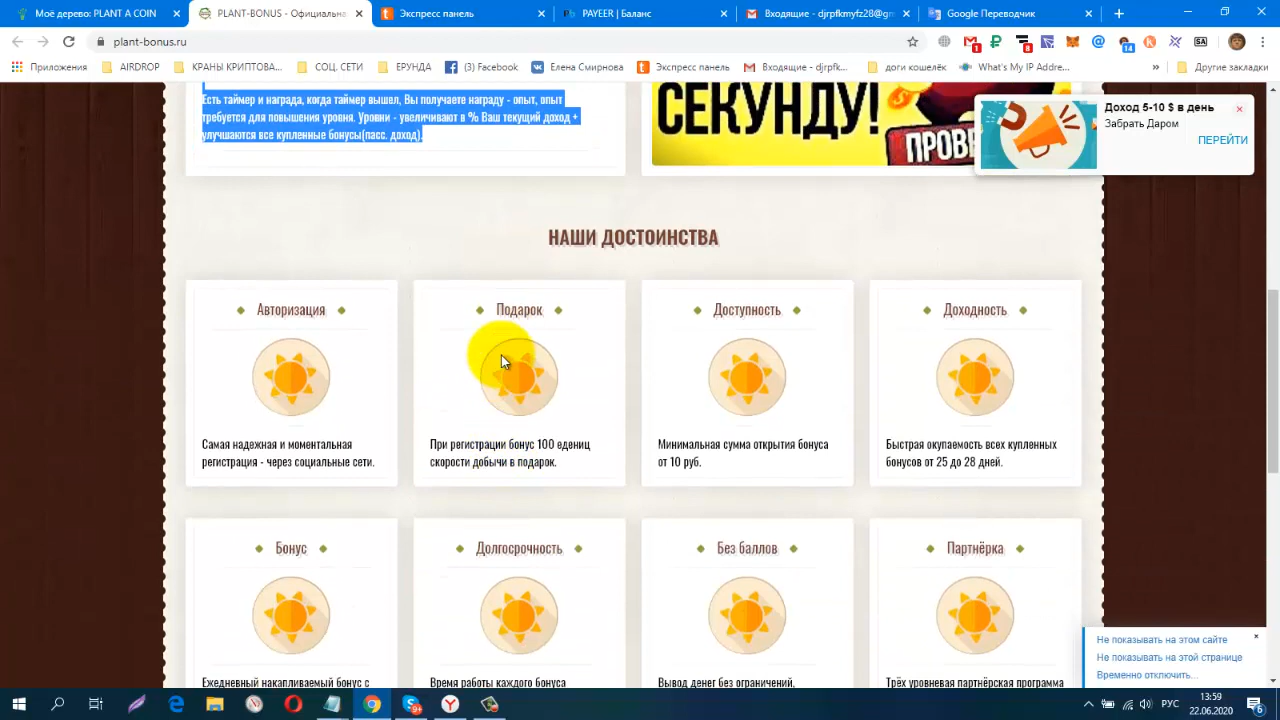 Моё дерево: PLANT A COIN
PLANT-BONUS - Официальна
Экспресс панель
PAYEER | Баланс
Входящие - djrpfkmyfz28@gm
Google Переводчик
plant-bonus.ru
1
8
14
SA
Приложения
AIRDROP
КРАНЫ КРИПТОВА...
СОЦ. СЕТИ
ЕРУНДА
(3) Facebook
Елена Смирнова
Экспресс панель
Входящие - djrpfk...
доги кошелёк
What's My IP Addre...
»
Другие закладки
Есть таймер и награда, когда таймер вышел, Вы получаете награду - опыт, опыт
требуется для повышения уровня. Уровни - увеличивают в % Ваш текущий доход +
улучшаются все купленные бонусы(пасс. доход).
СЕКУНДУ!
ПРОВЕ
Доход 5-10 $ в день
Забрать Даром
ПЕРЕЙТИ
НАШИ ДОСТОИНСТВА
Авторизация
Самая надежная и моментальная
регистрация - через социальные сети.
Подарок
При регистрации бонус 100 едениц
скорости добычи в подарок.
Доступность
Минимальная сумма открытия бонуса
от 10 руб.
Доходность
Быстрая окупаемость всех купленных
бонусов от 25 до 28 дней.
Бонус
Ежедневный накапливаемый бонус с
Долгосрочность
Время работы каждого бонуса
Без баллов
Вывод денег без ограничений,
Партнёрка
Трёх уровневая партнёрская программа
Не показывать на этом сайте
Не показывать на этой странице
Временно отключить...
9+
РУС
13:59
22.06.2020
6